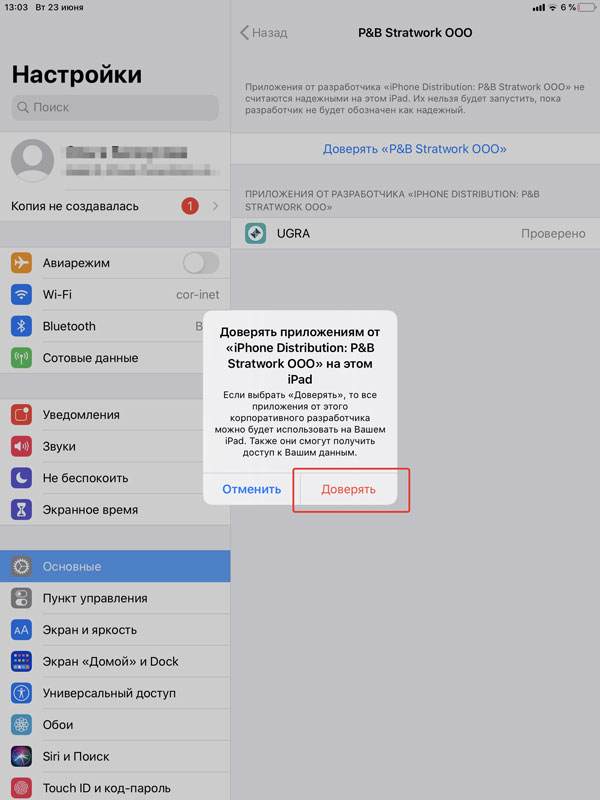 13:03 Вт 23 июня
6 %
Настройки
Поиск
Копия не создавалась
1
Авиарежим
Wi-Fi
cor-inet
Bluetooth
Сотовые данные
Уведомления
Звуки
Не беспокоить
Экранное время
Основные
Пункт управления
AA
Экран и яркость
Экран «Домой» и Dock
Универсальный доступ
Обои
Siri и Поиск
Touch ID и код-пароль
Назад
P&B Stratwork OOO
Приложения от разработчика «iPhone Distribution: P&B Stratwork OOO» не
считаются надежными на этом iPad. Их нельзя будет запустить, пока
разработчик не будет обозначен как надежный.
Доверять «P&B Stratwork OOO»
ПРИЛОЖЕНИЯ ОТ РАЗРАБОТЧИКА «IPHONE DISTRIBUTION: P&B
STRATWORK OOO»
UGRA
Проверено
Доверять приложениям от
«iPhone Distribution: P&B
Stratwork OOO» на этом
iPad
Если выбрать «Доверять», то все
приложения от этого
корпоративного разработчика
можно будет использовать на Вашем
iPad. Также они смогут получить
доступ к Вашим данным.
Отменить
Доверять